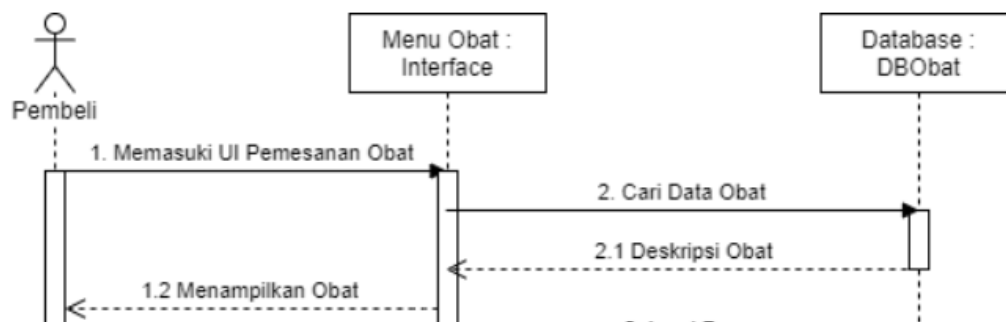 Menu Obat :
Interface
Database :
DBObat
Pembeli
1. Memasuki UI Pemesanan Obat
2. Cari Data Obat
2.1 Deskripsi Obat
1.2 Menampilkan Obat